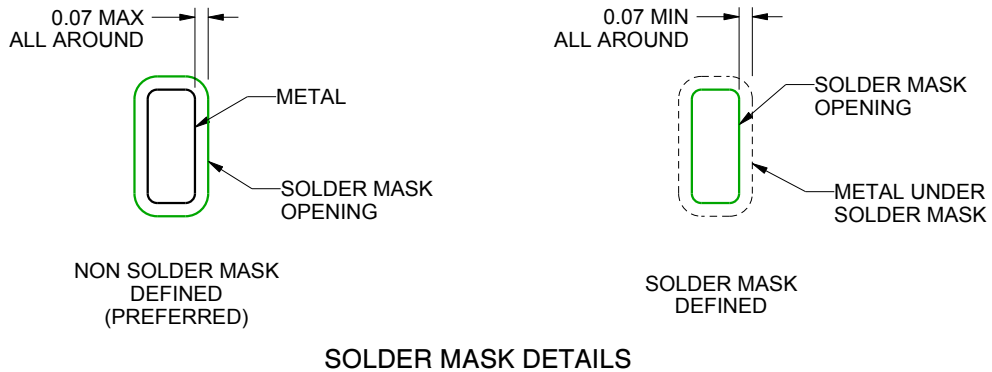 0.07 MAX
ALL AROUND
METAL
SOLDER MASK
OPENING
NON SOLDER MASK
DEFINED
(PREFERRED)
0.07 MIN
ALL AROUND
SOLDER MASK
OPENING
METAL UNDER
SOLDER MASK
SOLDER MASK
DEFINED
SOLDER MASK DETAILS